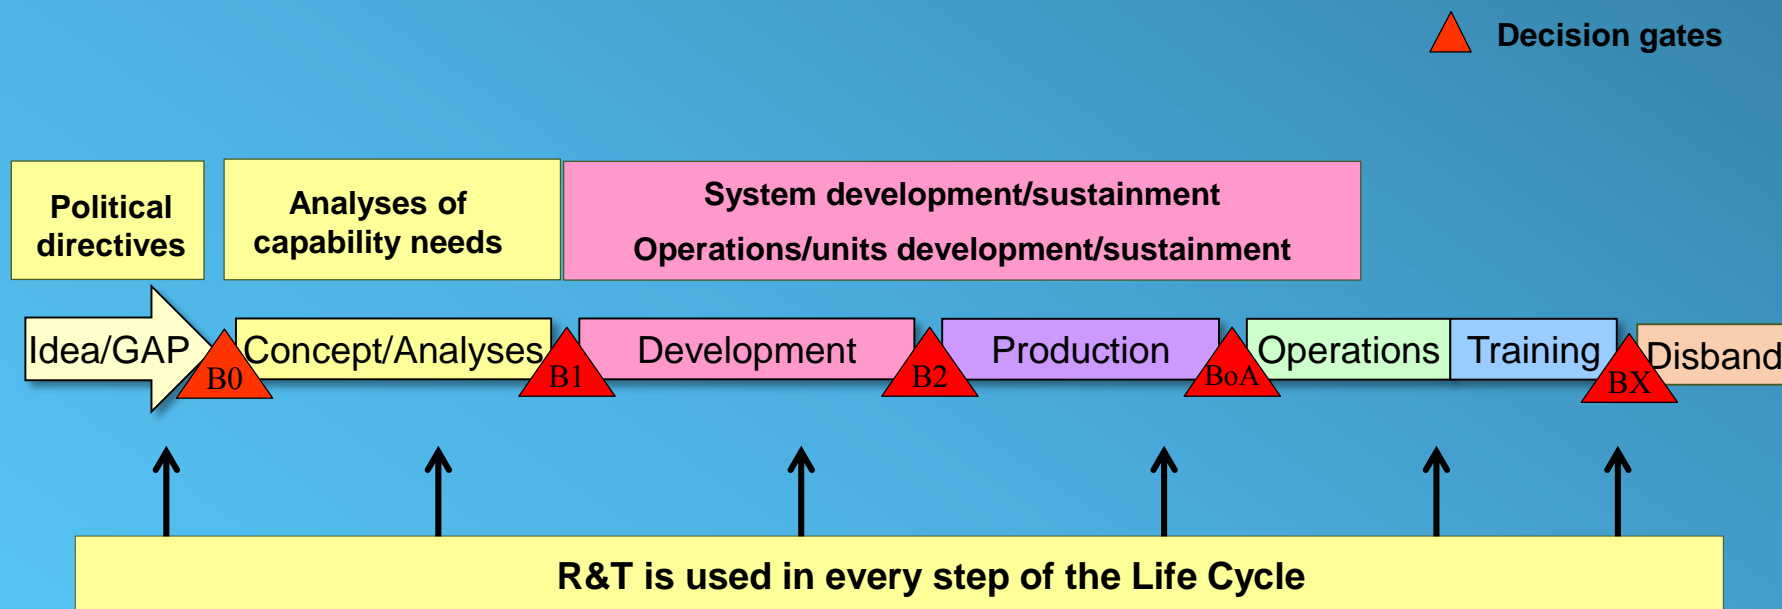 Decision gates
Political
directives
Analyses of
capability needs
System development/sustainment
Operations/units development/sustainment
Idea/GAP
B0
Concept/Analyses
B1
Development
B2
Production
BoA
Operations
Training
BX
Disband
R&T is used in every step of the Life Cycle